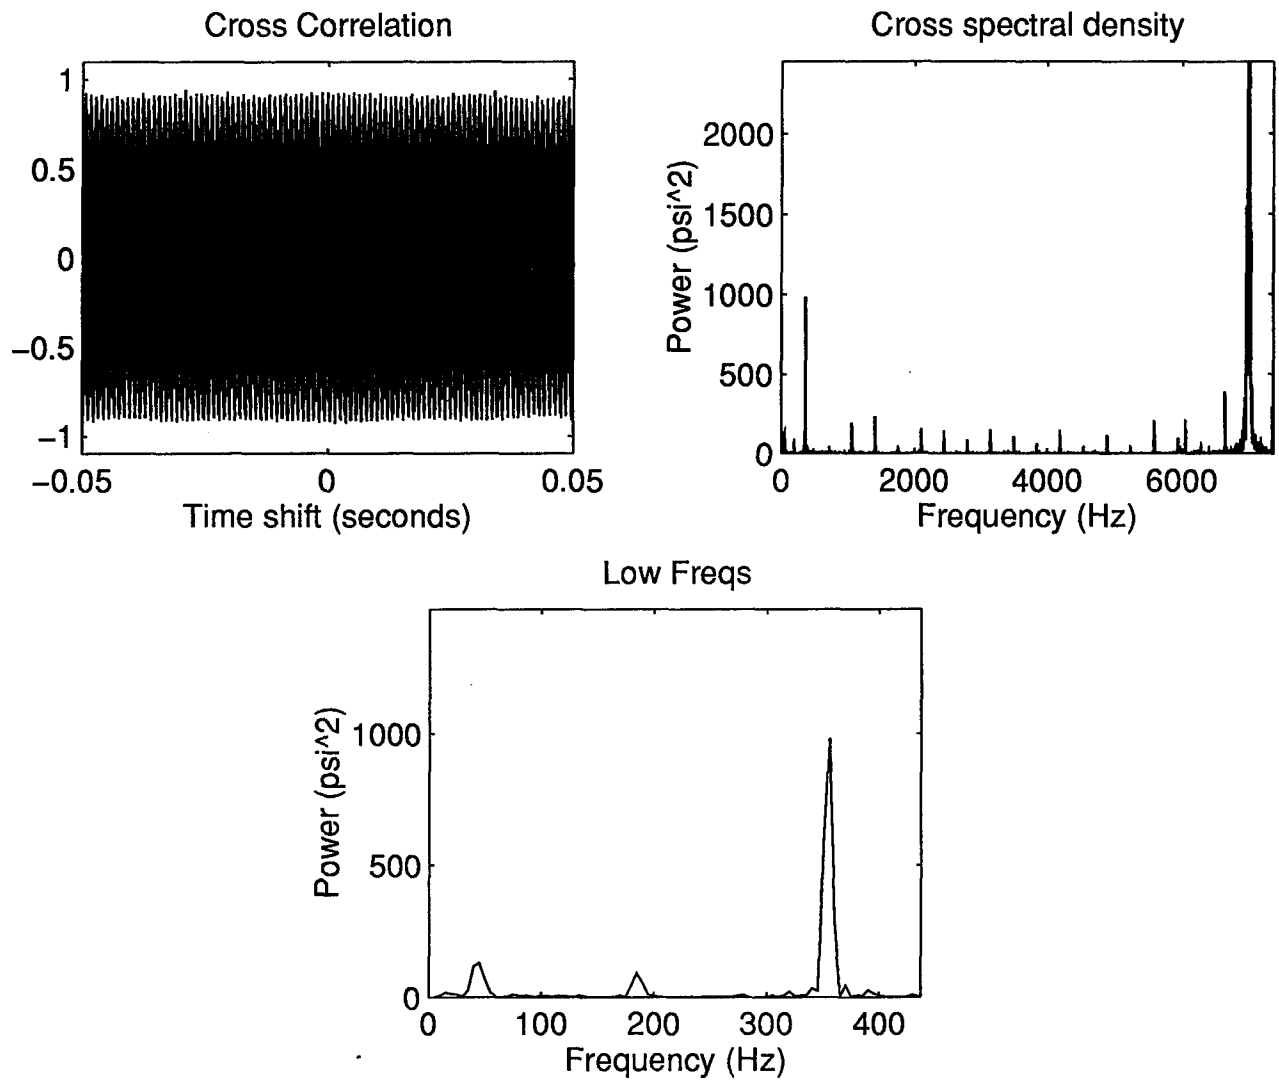 Cross Correlation
1
0.5
0
−0.5
−1
−0.05 0 0.05
Time shift (seconds)
Cross spectral density
Power (psi^2)
2000
1500
1000
500
0
0 2000 4000 6000
Frequency (Hz)
Low Freqs
Power (psi^2)
1000
500
0
0 100 200 300 400
Frequency (Hz)